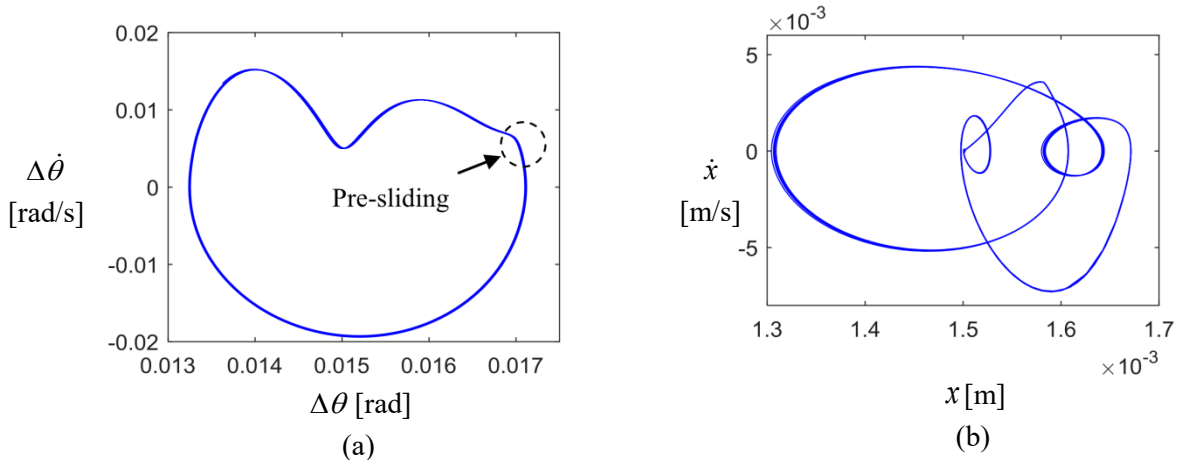 0.02
0.01
0
-0.01
-0.02
Δθ̇
[rad/s]
Pre-sliding
0.013 0.014 0.015 0.016 0.017
Δθ [rad]
(a)
×10⁻³
5
0
-5
ẋ
[m/s]
1.3 1.4 1.5 1.6 1.7
×10⁻³
x [m]
(b)